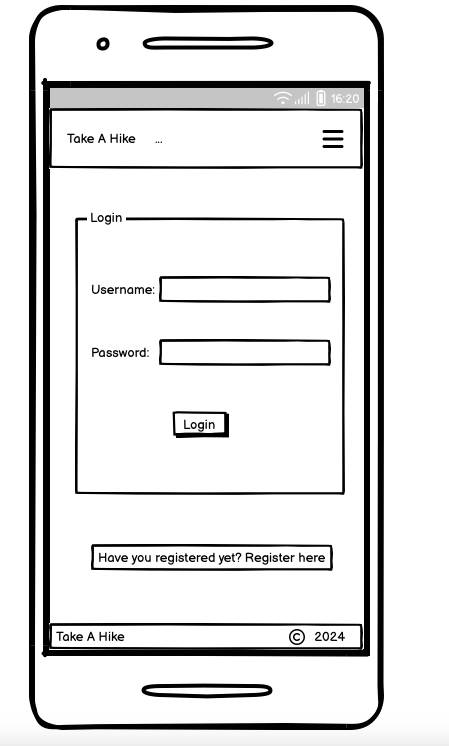 16:20
Take A Hike ...
Login
Username:
Password:
Login
Have you registered yet? Register here
Take A Hike © 2024